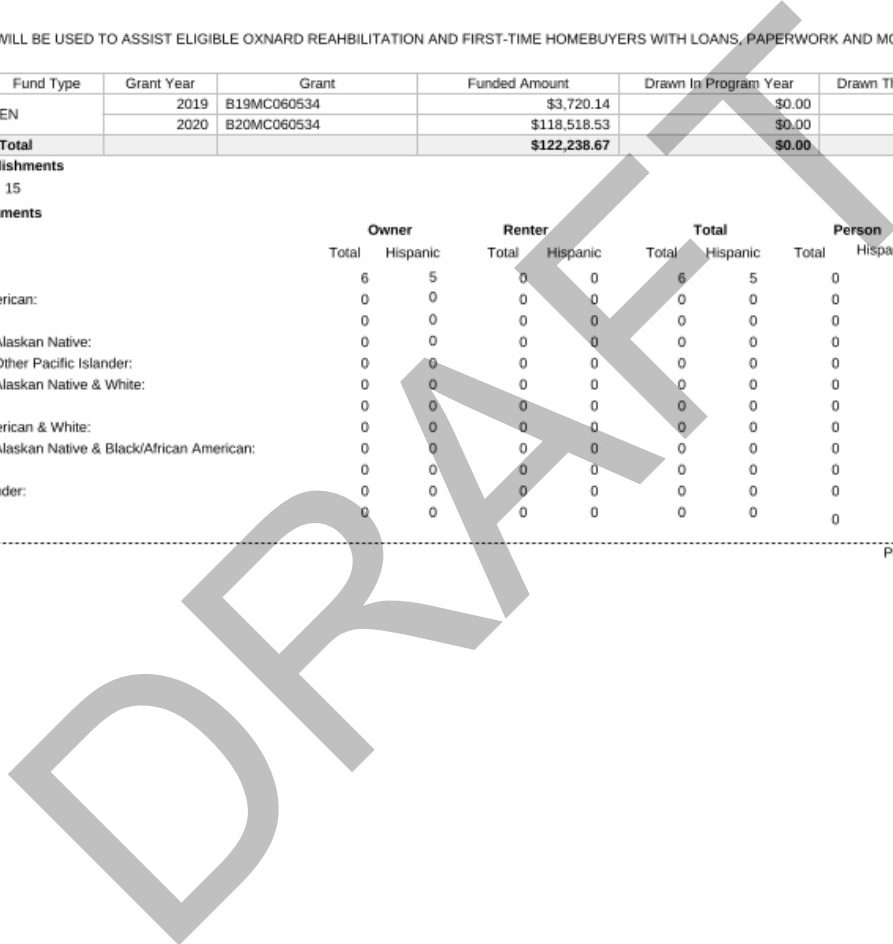 WILL BE USED TO ASSIST ELIGIBLE OXNARD REAHBILITATION AND FIRST-TIME HOMEBUYERS WITH LOANS, PAPERWORK AND MO
Fund Type Grant Year Grant Funded Amount Drawn In Program Year Drawn Th
EN 2019 B19MC060534 $3,720.14 $0.00
2020 B20MC060534 $118,518.53 $0.00
Total $122,238.67 $0.00
lishments
15
ments
Owner Renter Total Person
Total Hispanic Total Hispanic Total Hispanic Total Hispa
6 5 0 0 6 5 0
erican: 0 0 0 0 0 0 0
0 0 0 0 0 0 0
Alaskan Native: 0 0 0 0 0 0 0
Other Pacific Islander: 0 0 0 0 0 0 0
Alaskan Native & White: 0 0 0 0 0 0 0
0 0 0 0 0 0 0
erican & White: 0 0 0 0 0 0 0
Alaskan Native & Black/African American: 0 0 0 0 0 0 0
0 0 0 0 0 0 0
der: 0 0 0 0 0 0 0
0 0 0 0 0 0 0
P
DRAFT